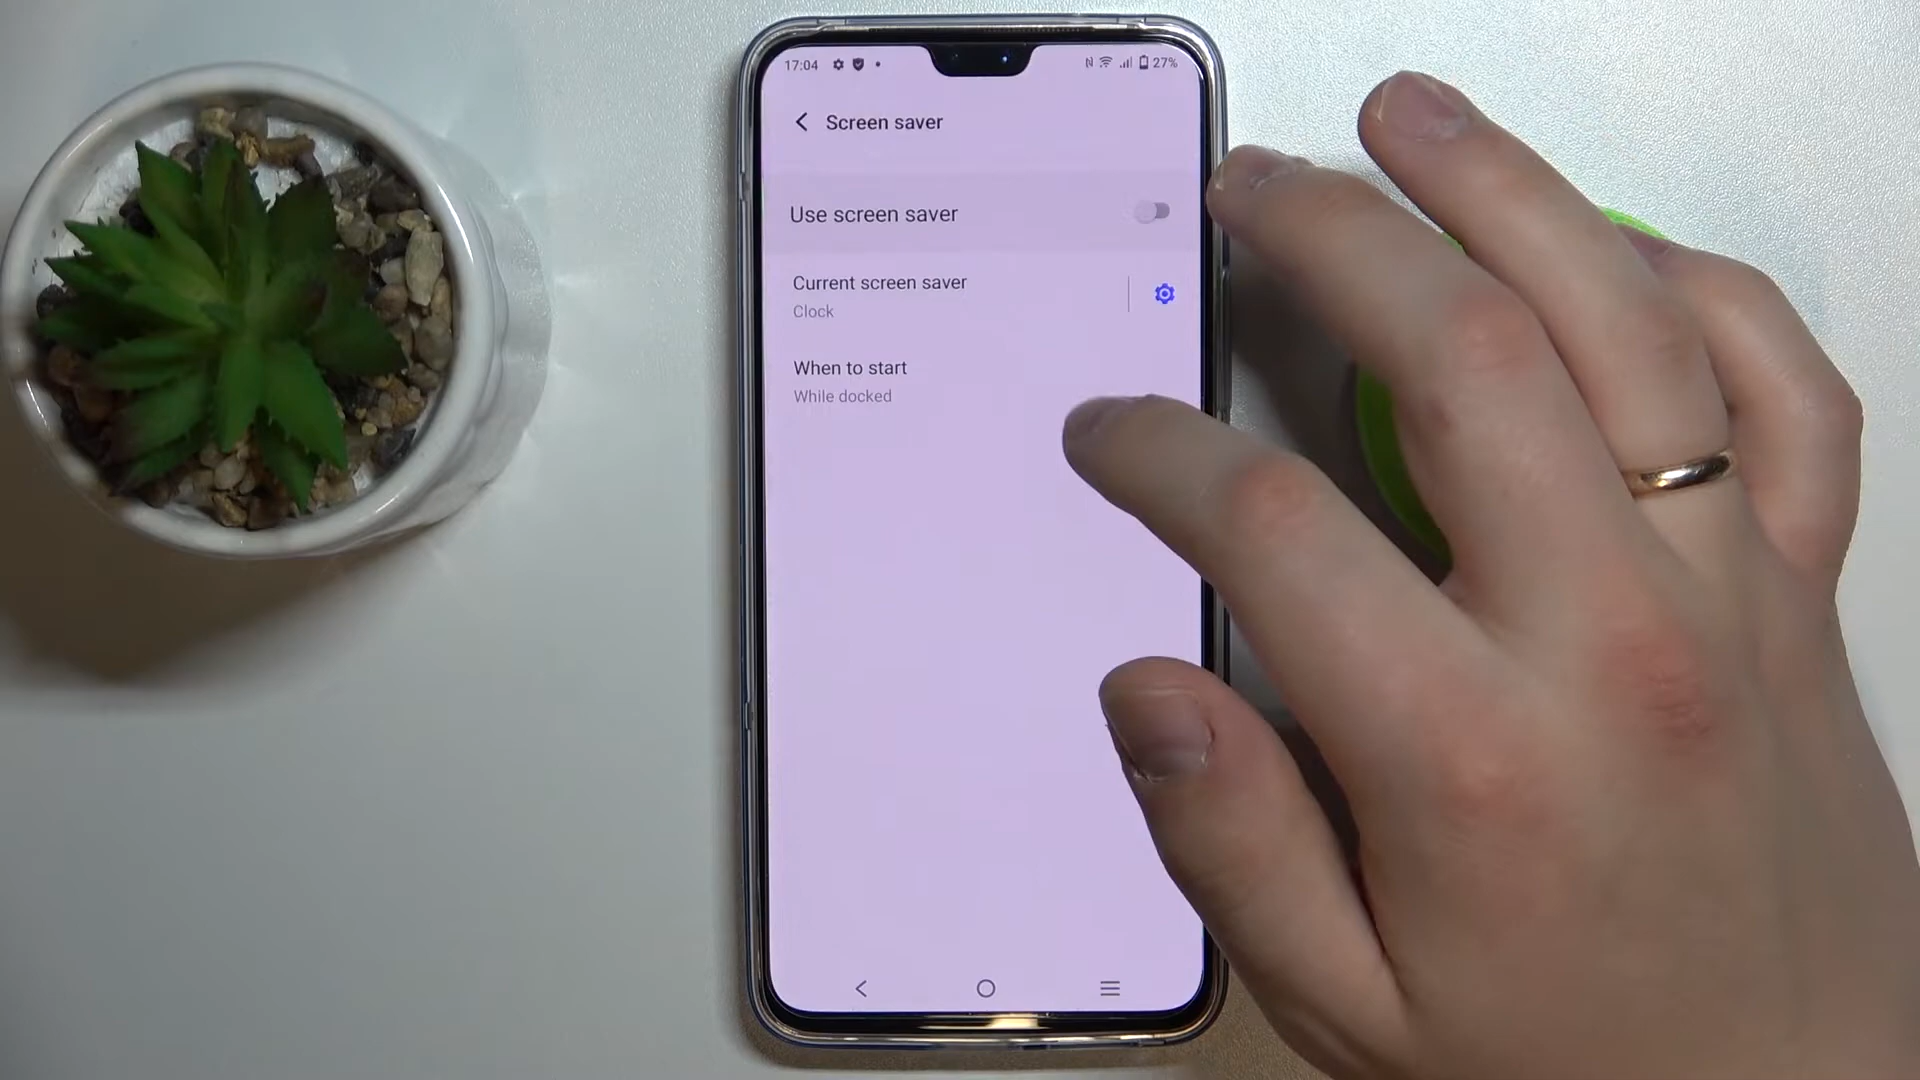 17:04 27%
Screen saver
Use screen saver
Current screen saver
Clock
When to start
While docked